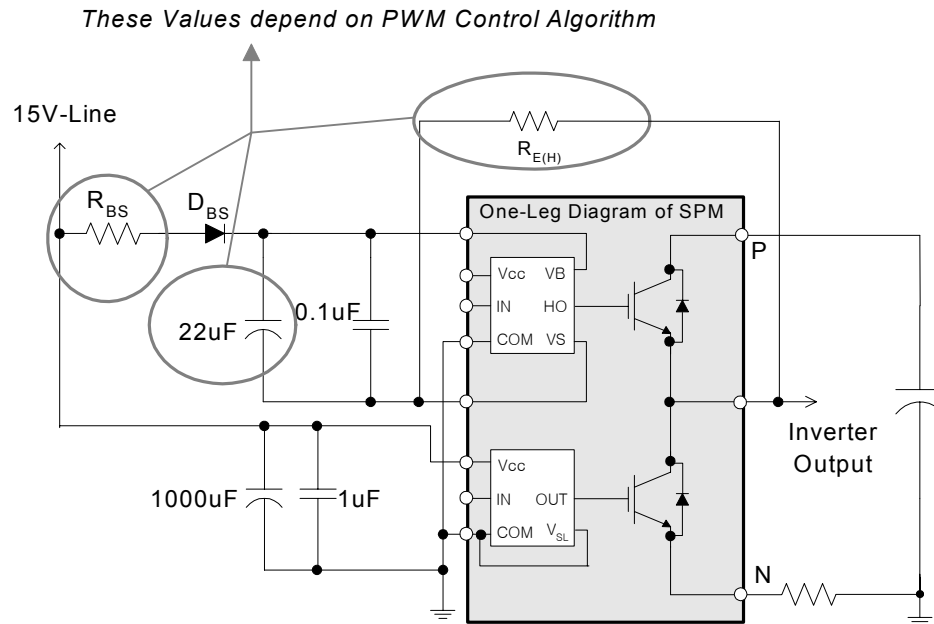 These Values depend on PWM Control Algorithm
15V-Line
R_E(H)
R_BS
D_BS
One-Leg Diagram of SPM
P
Vcc
VB
IN
HO
COM
VS
22uF
0.1uF
Inverter
Output
Vcc
IN
OUT
COM
V_SL
1000uF
1uF
N